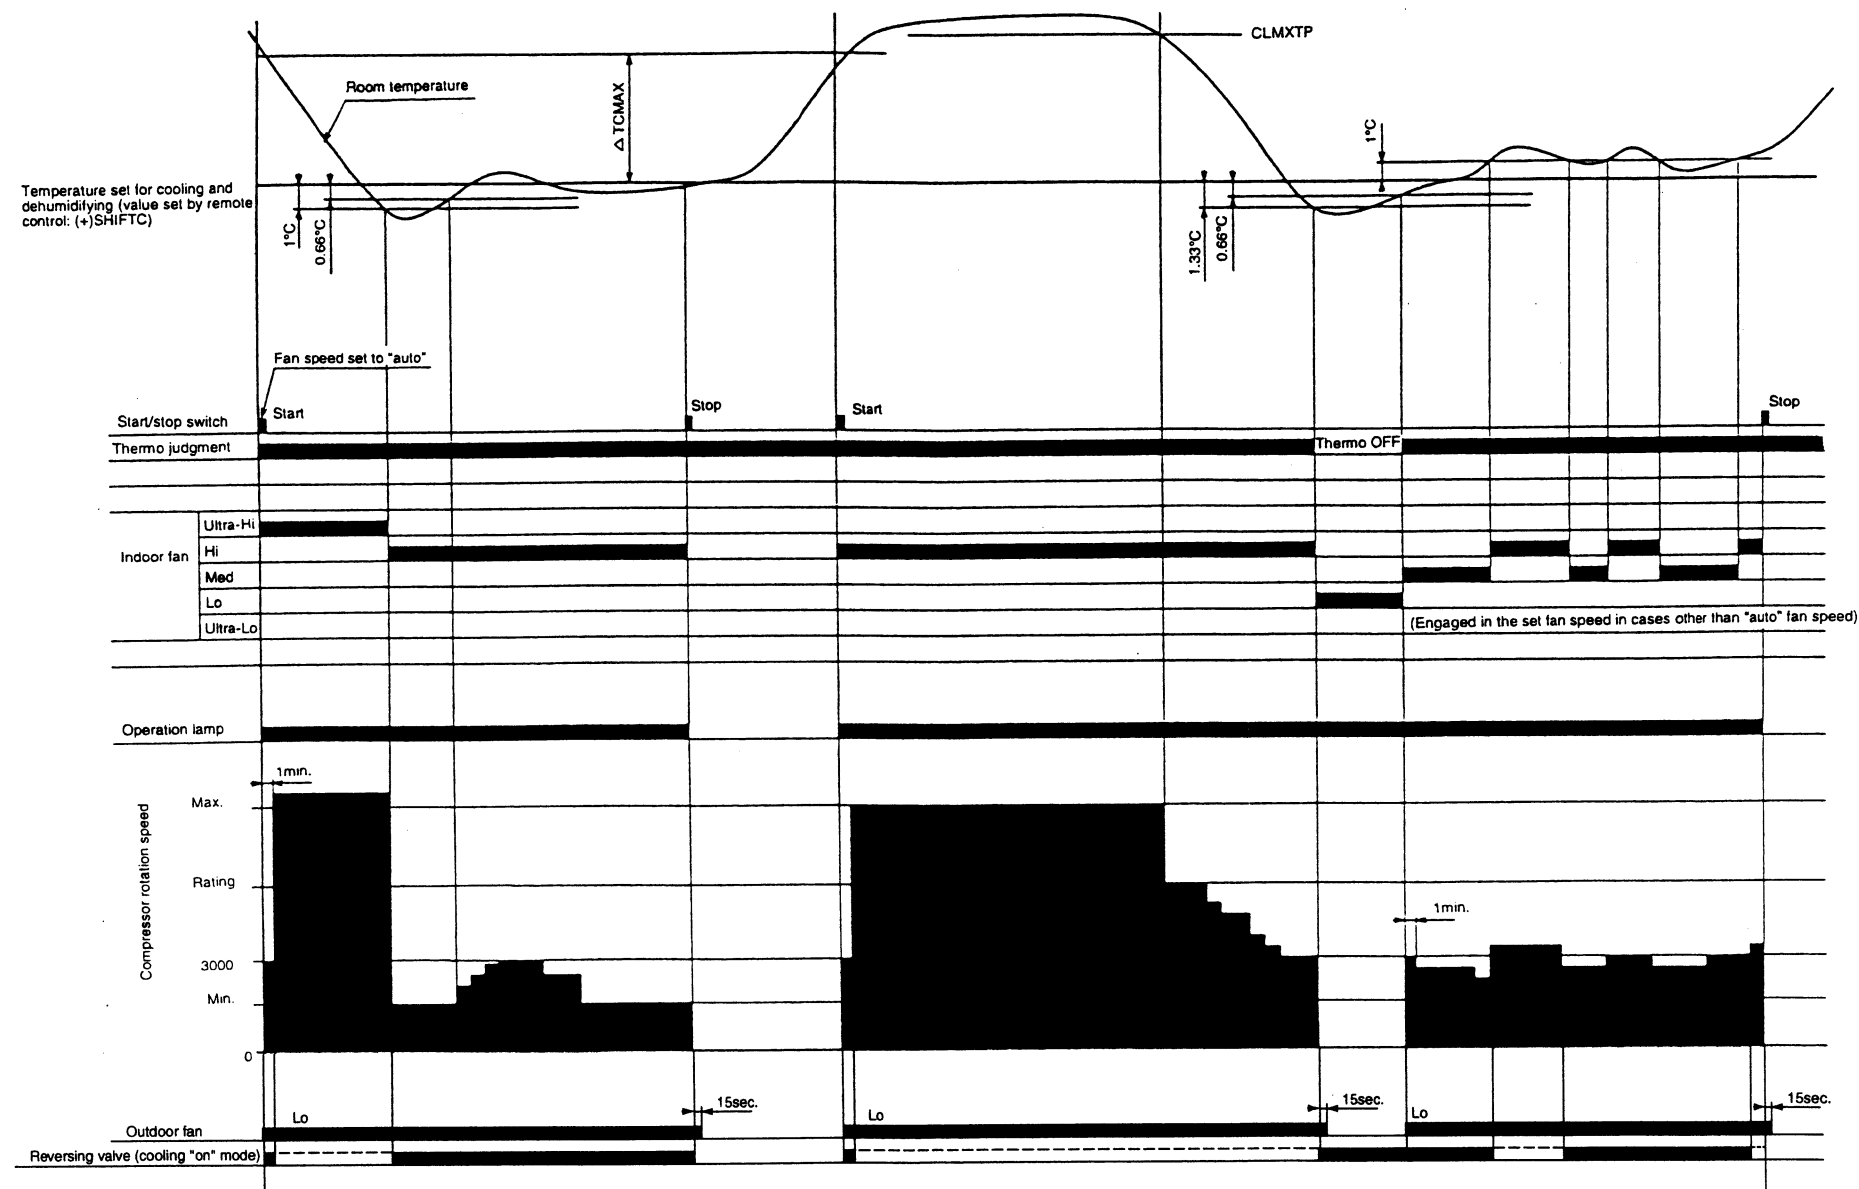 CLMXTP
Room temperature
△ TCMAX
1°C
Temperature set for cooling and
dehumidifying (value set by remote
control: (+)SHIFTC)
1°C
0.66°C
1.33°C
0.66°C
Fan speed set to "auto"
Start
Stop
Start
Stop
Start/stop switch
Thermo judgment
Thermo OFF
Indoor fan
Ultra-Hi
Hi
Med
Lo
Ultra-Lo
(Engaged in the set fan speed in cases other than "auto" fan speed)
Operation lamp
1min.
Compressor rotation speed
Max.
Rating
1min.
3000
Min.
0
15sec.
15sec.
15sec.
Lo
Lo
Lo
Outdoor fan
Reversing valve (cooling "on" mode)